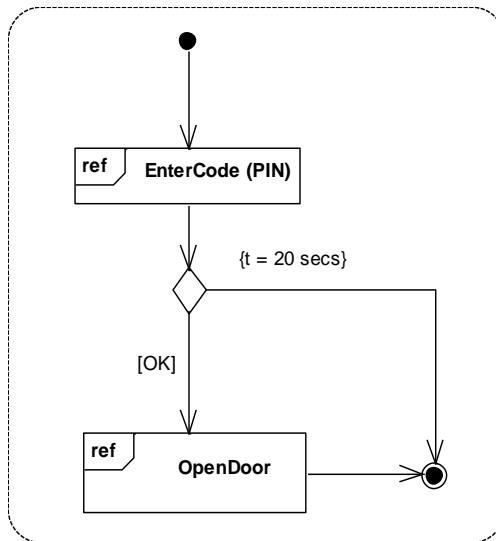 ref
EnterCode (PIN)
{t = 20 secs}
[OK]
ref
OpenDoor